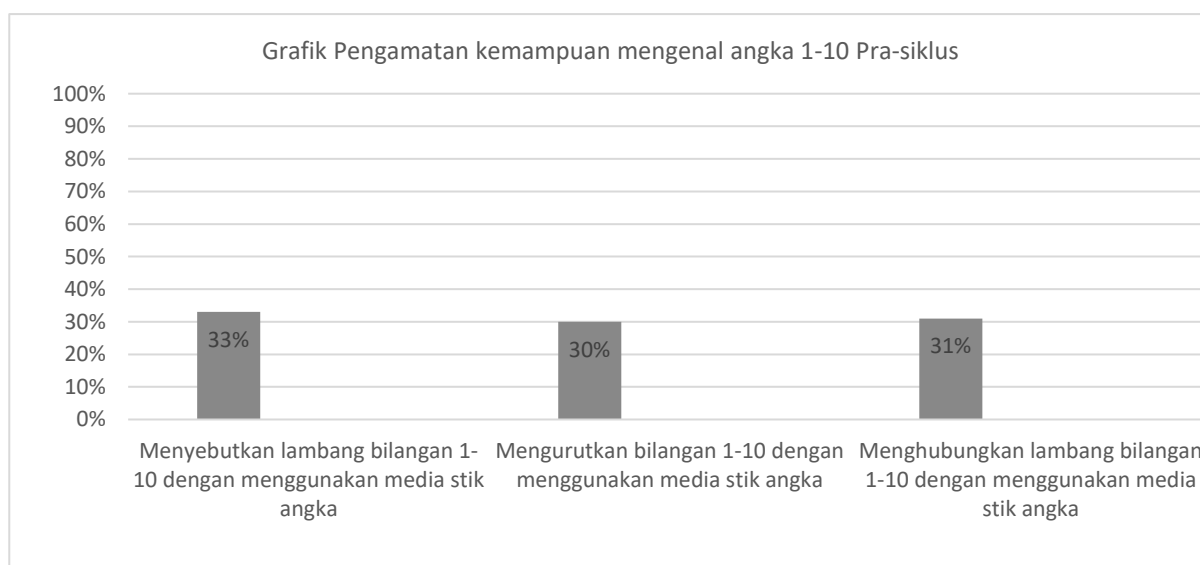 Grafik Pengamatan kemampuan mengenal angka 1-10 Pra-siklus
100%
90%
80%
70%
60%
50%
40%
30%
20%
10%
0%
33%
30%
31%
Menyebutkan lambang bilangan 1-
10 dengan menggunakan media stik
angka
Mengurutkan bilangan 1-10 dengan
menggunakan media stik angka
Menghubungkan lambang bilangan
1-10 dengan menggunakan media
stik angka